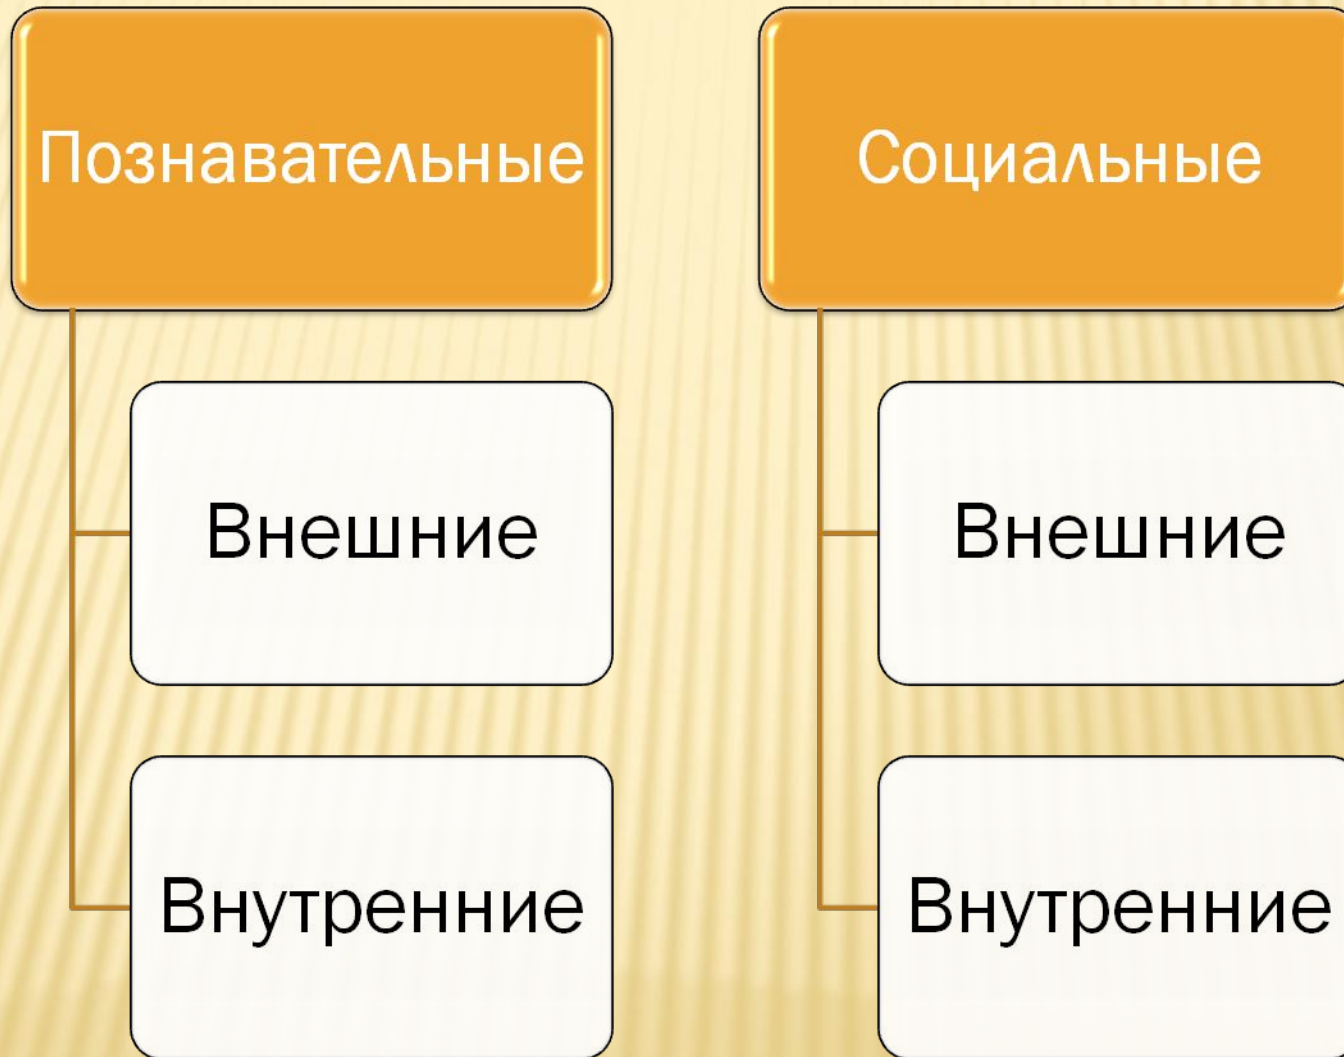 Познавательные
Внешние
Внутренние
Социальные
Внешние
Внутренние